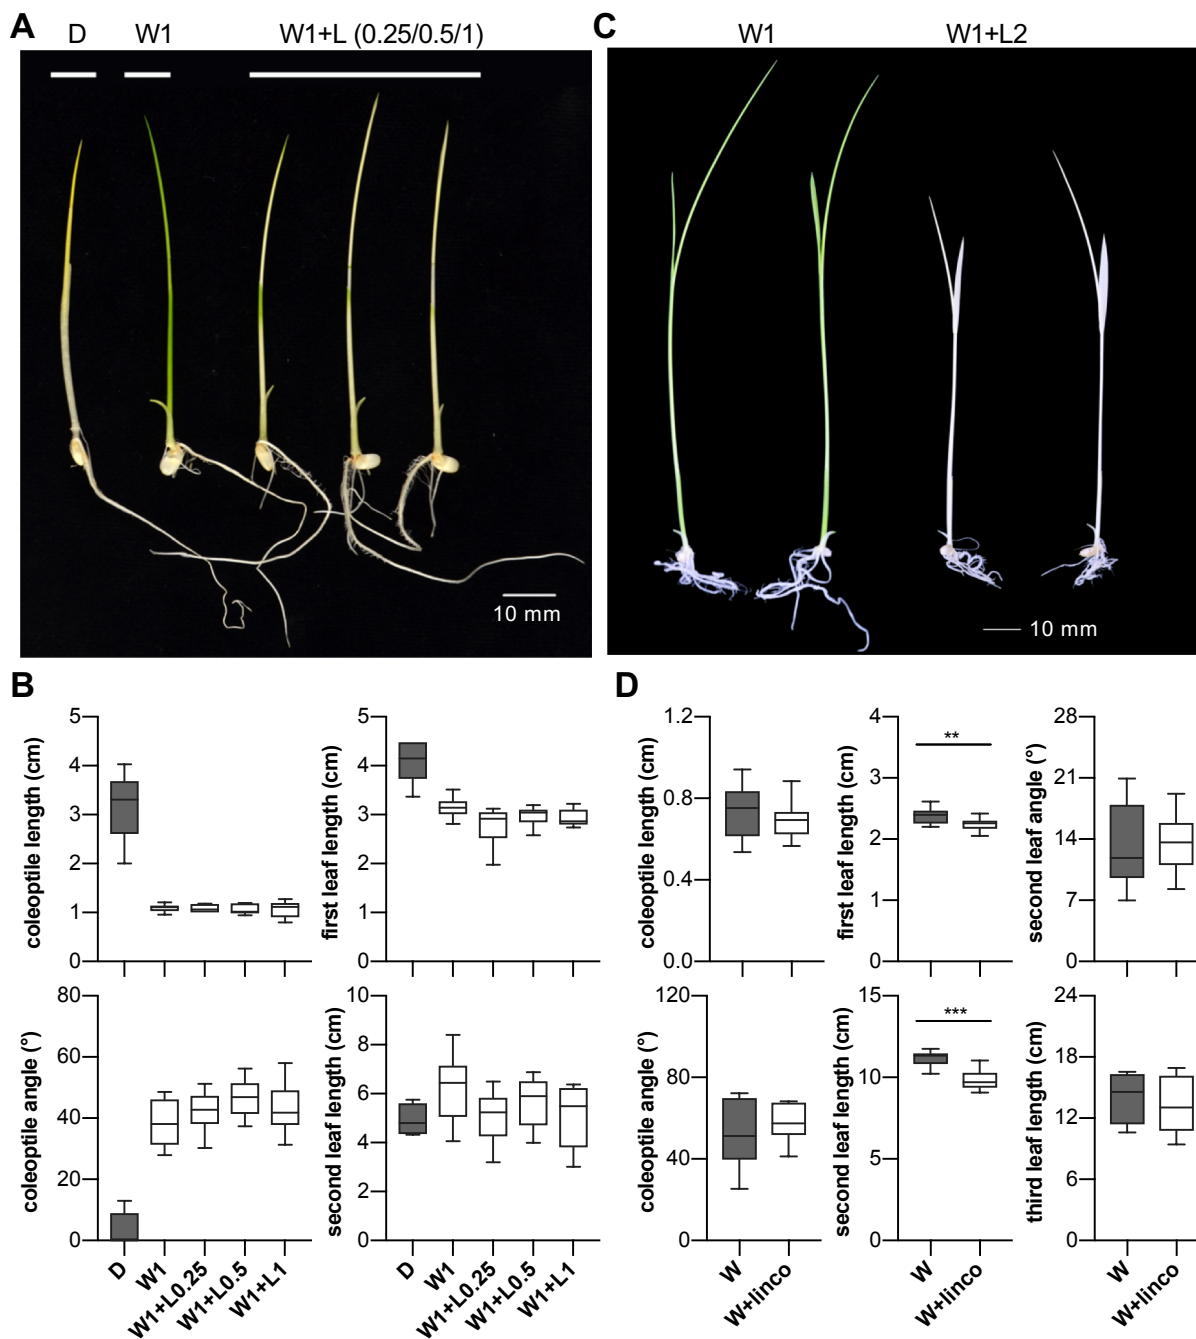 A
D
W1
W1+L (0.25/0.5/1)
10 mm
C
W1
W1+L2
10 mm
B
coleoptile length (cm)
5
4
3
2
1
0
first leaf length (cm)
5
4
3
2
1
0
coleoptile angle (°)
80
60
40
20
0
D
W1
W1+L0.25
W1+L0.5
W1+L1
second leaf length (cm)
10
8
6
4
2
0
D
W1
W1+L0.25
W1+L0.5
W1+L1
D
coleoptile length (cm)
1.2
0.8
0.4
0.0
first leaf length (cm)
4
3
2
1
0
**
second leaf angle (°)
28
21
14
7
0
coleoptile angle (°)
120
80
40
0
W
W+linco
second leaf length (cm)
15
10
5
0
***
W
W+linco
third leaf length (cm)
24
18
12
6
0
W
W+linco